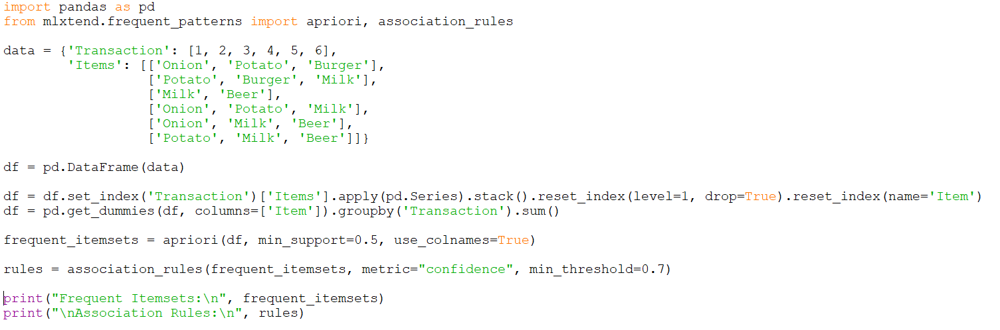 import pandas as pd
from mlxtend.frequent_patterns import apriori, association_rules

data = {'Transaction': [1, 2, 3, 4, 5, 6],
        'Items': [['Onion', 'Potato', 'Burger'],
                  ['Potato', 'Burger', 'Milk'],
                  ['Milk', 'Beer'],
                  ['Onion', 'Potato', 'Milk'],
                  ['Onion', 'Milk', 'Beer'],
                  ['Potato', 'Milk', 'Beer']]}

df = pd.DataFrame(data)

df = df.set_index('Transaction')['Items'].apply(pd.Series).stack().reset_index(level=1, drop=True).reset_index(name='Item')
df = pd.get_dummies(df, columns=['Item']).groupby('Transaction').sum()

frequent_itemsets = apriori(df, min_support=0.5, use_colnames=True)

rules = association_rules(frequent_itemsets, metric="confidence", min_threshold=0.7)

print("Frequent Itemsets:\n", frequent_itemsets)
print("\nAssociation Rules:\n", rules)